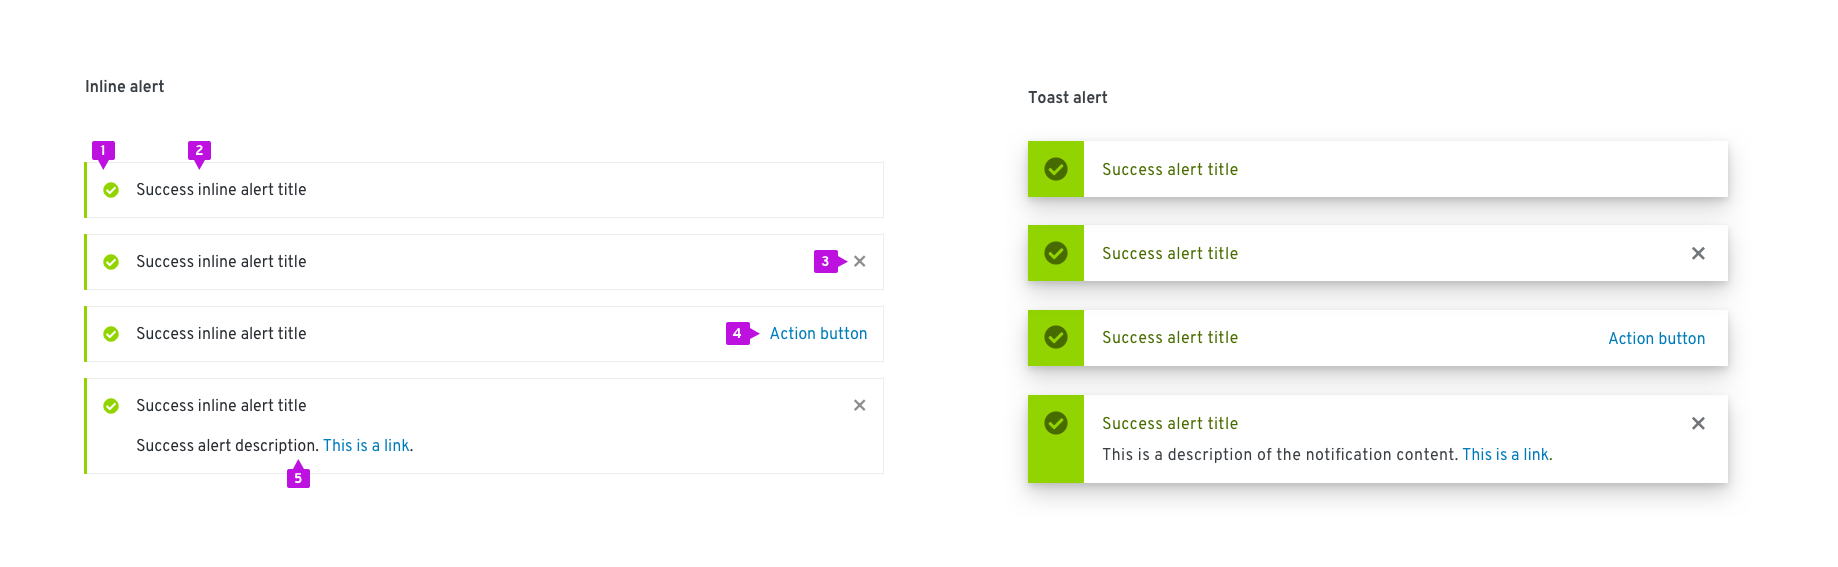 Inline alert
1
2
Success inline alert title
Success inline alert title
3
Success inline alert title
4
Action button
Success inline alert title
Success alert description. This is a link.
5
Toast alert
Success alert title
Success alert title
Success alert title
Action button
Success alert title
This is a description of the notification content. This is a link.